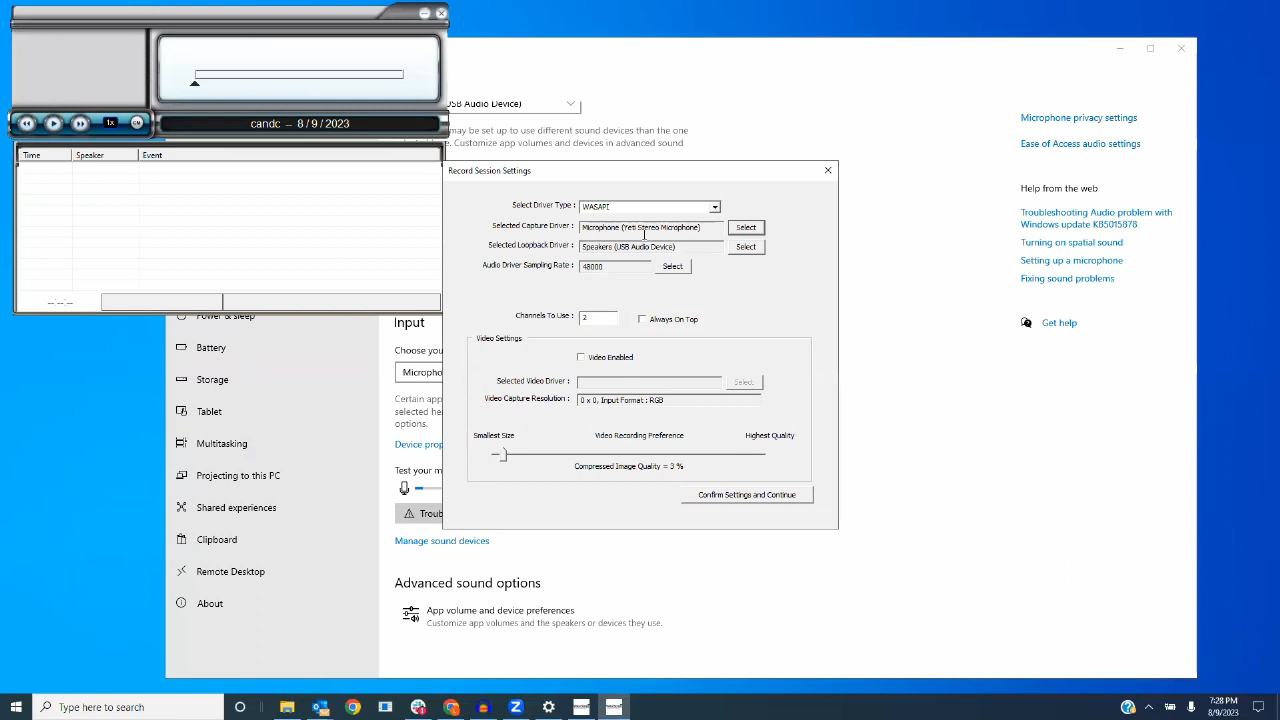 1x
GM
candc -- 8 / 9 / 2023
Time Speaker Event
--:--:--
USB Audio Device)
may be set up to use different sound devices than the one
Customize app volumes and devices in advanced sound
Microphone privacy settings
Ease of Access audio settings
Help from the web
Troubleshooting Audio problem with
Windows update KB5015878
Turning on spatial sound
Setting up a microphone
Fixing sound problems
Get help
Record Session Settings
Select Driver Type : WASAPI
Selected Capture Driver : Microphone (Yeti Stereo Microphone) Select
Selected Loopback Driver : Speakers (USB Audio Device) Select
Audio Driver Sampling Rate : 48000 Select
Channels To Use : 2 Always On Top
Video Settings
Video Enabled
Selected Video Driver : Select
Video Capture Resolution : 0 x 0, Input Format : RGB
Smallest Size Video Recording Preference Highest Quality
Compressed Image Quality = 3 %
Confirm Settings and Continue
Power & sleep
Battery
Storage
Tablet
Multitasking
Projecting to this PC
Shared experiences
Clipboard
Remote Desktop
About
Input
Choose you
Micropho
Certain app
selected her
options.
Device prop
Test your m
Troub
Manage sound devices
Advanced sound options
App volume and device preferences
Customize app volumes and the speakers or devices they use.
Type here to search
7:28 PM
8/9/2023